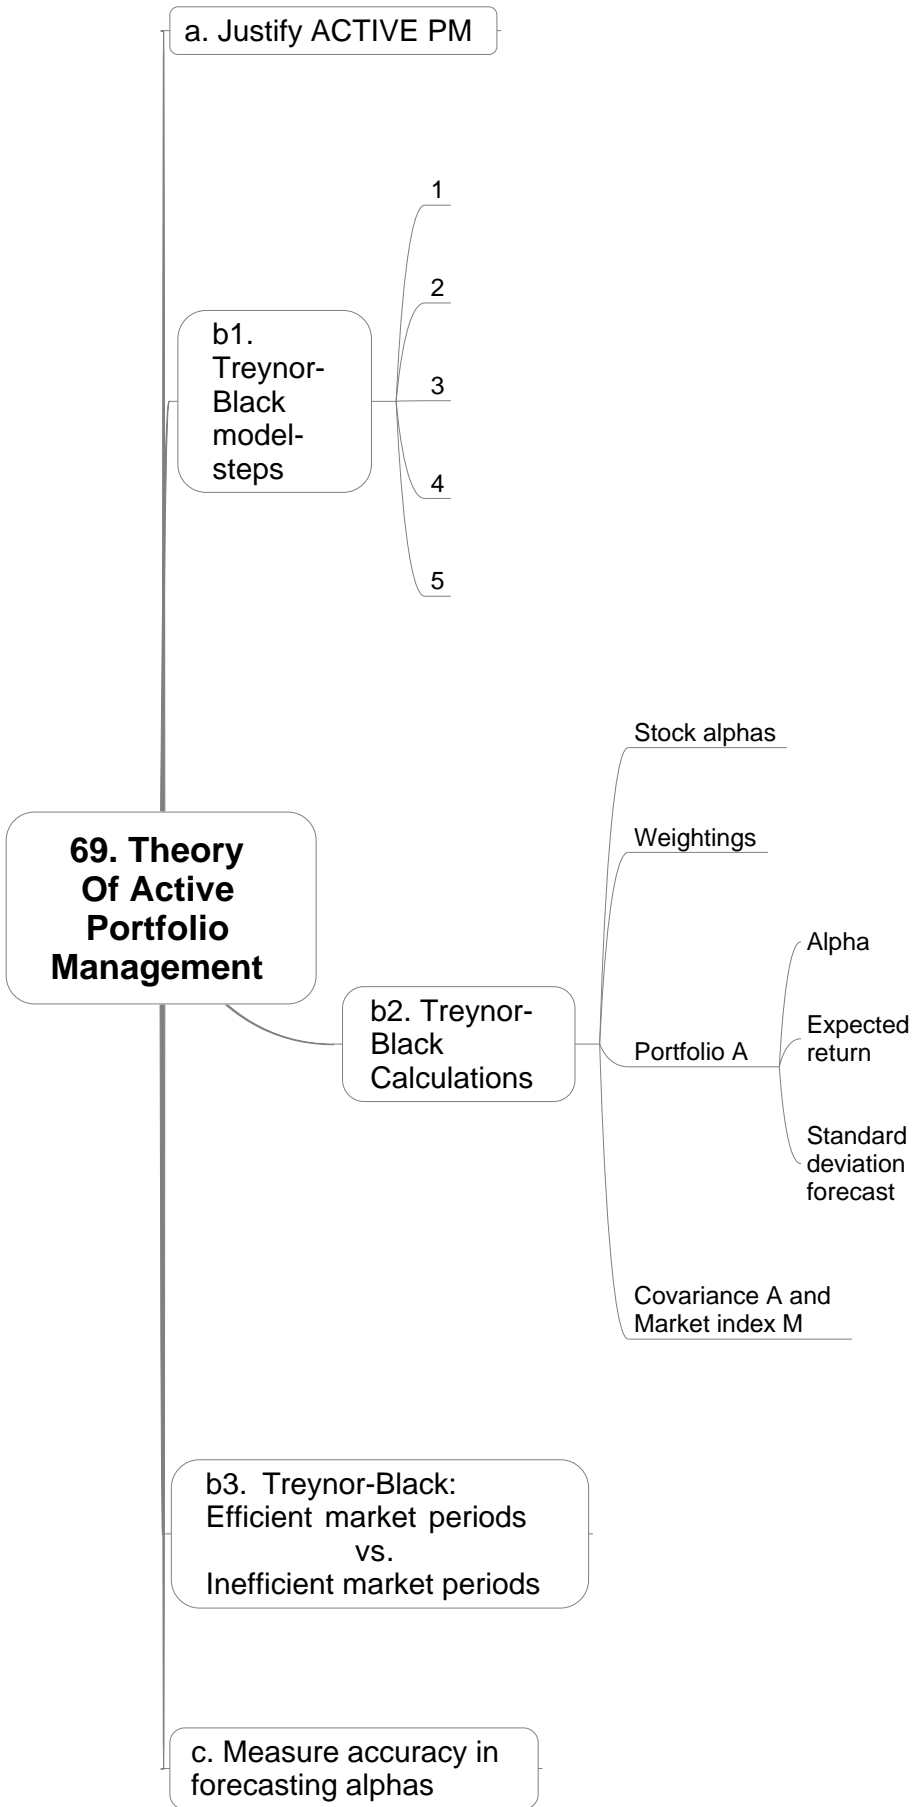 a. Justify ACTIVE PM
1
2
b1.
Treynor-
Black
model-
steps
3
4
5
Stock alphas
Weightings
69. Theory
Of Active
Portfolio
Management
b2. Treynor-
Black
Calculations
Portfolio A
Alpha
Expected
return
Standard
deviation
forecast
Covariance A and
Market index M
b3. Treynor-Black:
Efficient market periods
vs.
Inefficient market periods
c. Measure accuracy in
forecasting alphas